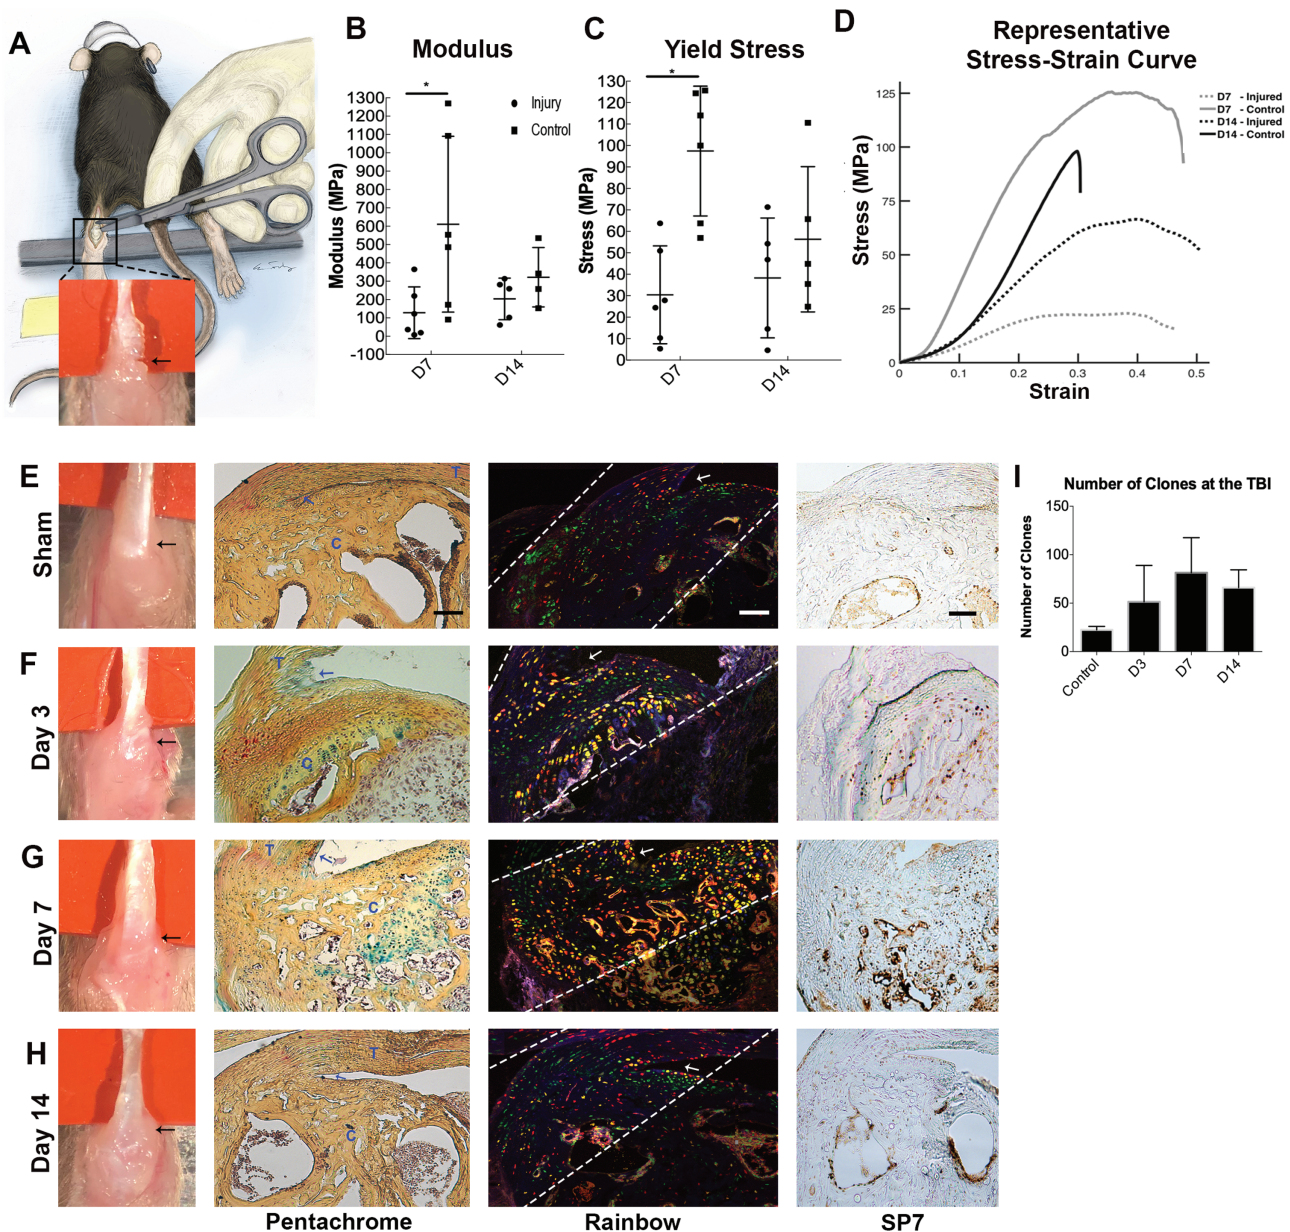 A
B
Modulus
Modulus (MPa)
1300
1200
1100
1000
900
800
700
600
500
400
300
200
100
0
-100
*
Injury
Control
D7
D14
C
Yield Stress
Stress (MPa)
130
120
110
100
90
80
70
60
50
40
30
20
10
0
*
D7
D14
D
Representative
Stress-Strain Curve
Stress (MPa)
125
100
75
50
25
0
0.1
0.2
0.3
0.4
0.5
Strain
D7 - Injured
D7 - Control
D14 - Injured
D14 - Control
E
Sham
T
C
F
Day 3
T
C
G
Day 7
T
C
H
Day 14
T
C
Pentachrome
Rainbow
SP7
I
Number of Clones at the TBI
Number of Clones
150
100
50
0
Control
D3
D7
D14